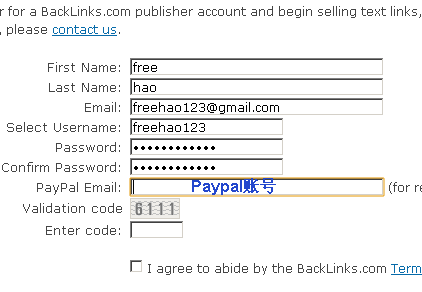 r for a BackLinks.com publisher account and begin selling text links,
, please contact us.
First Name: free
Last Name: hao
Email: freehao123@gmail.com
Select Username: freehao123
Password: ••••••••••••
Confirm Password: ••••••••••••
PayPal Email: Paypal账号 (for re
Validation code 6111
Enter code:
I agree to abide by the BackLinks.com Term